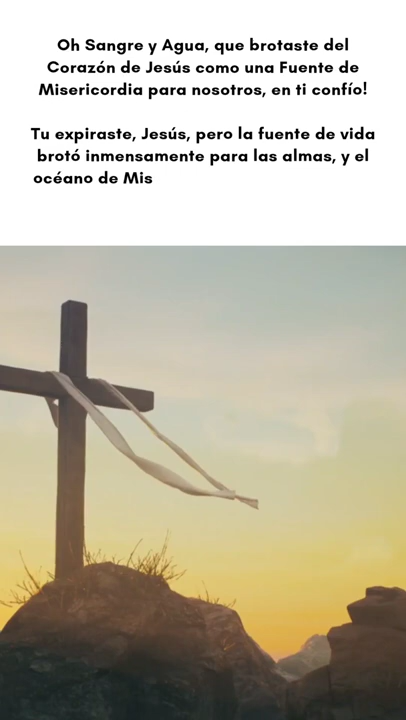 Oh Sangre y Agua, que brotaste del
Corazón de Jesús como una Fuente de
Misericordia para nosotros, en ti confío!
Tu expiraste, Jesús, pero la fuente de vida
brotó inmensamente para las almas, y el
océano de Mis